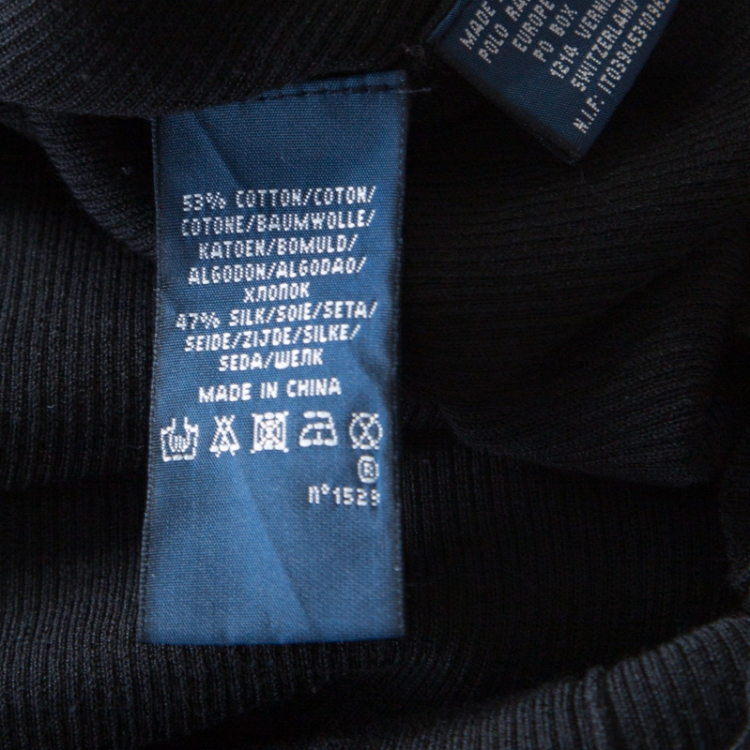 MADE
POLO RA
EUROPE
PO BOX
1214 VERNI
SWITZERLAND
N.I.F:
53% COTTON/COTON/
COTONE/BAUMWOLLE/
KATOEN/BOMULD/
ALGODON/ALGODAO/
ХЛОПОК
47% SILK/SOIE/SETA/
SEIDE/ZIJDE/SILKE/
SEDA/ШЕЛК
MADE IN CHINA
®
n°1529